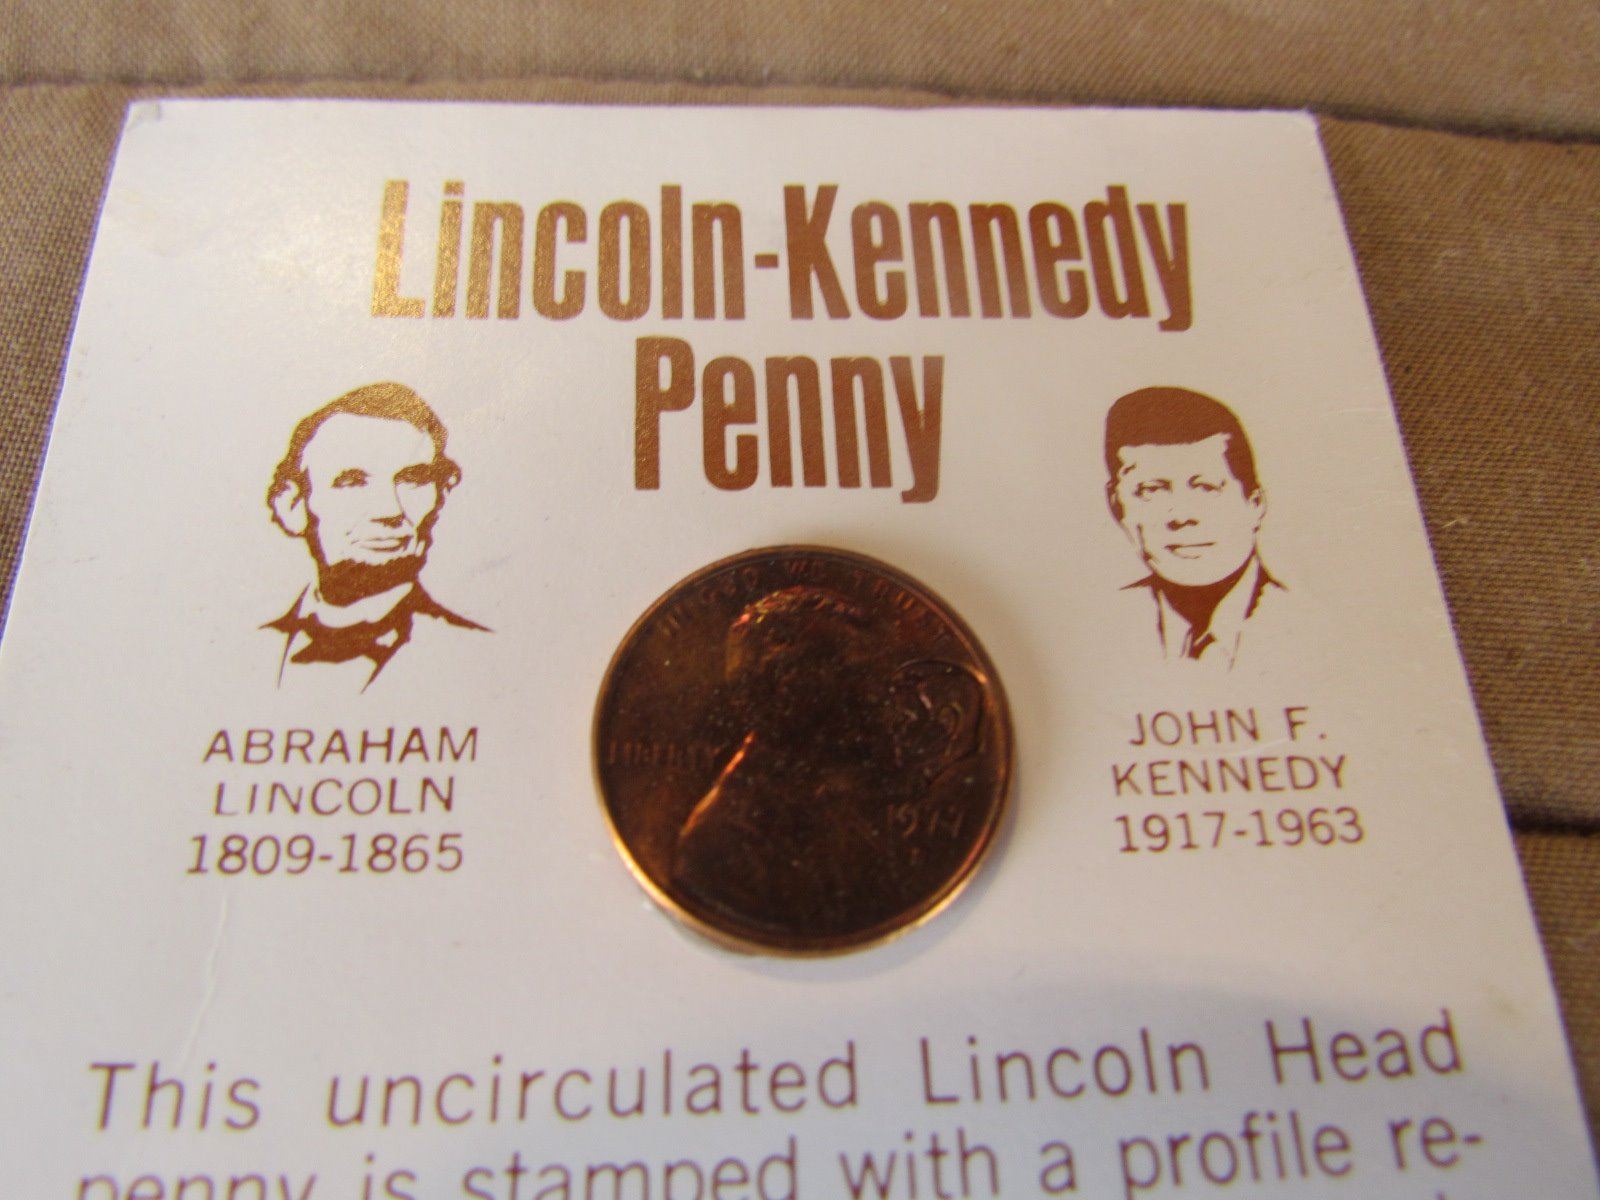 Lincoln-Kennedy
Penny
ABRAHAM
LINCOLN
1809-1865
IN GOD WE TRUST
LIBERTY
1977
JOHN F.
KENNEDY
1917-1963
This uncirculated Lincoln Head
penny is stamped with a profile re-